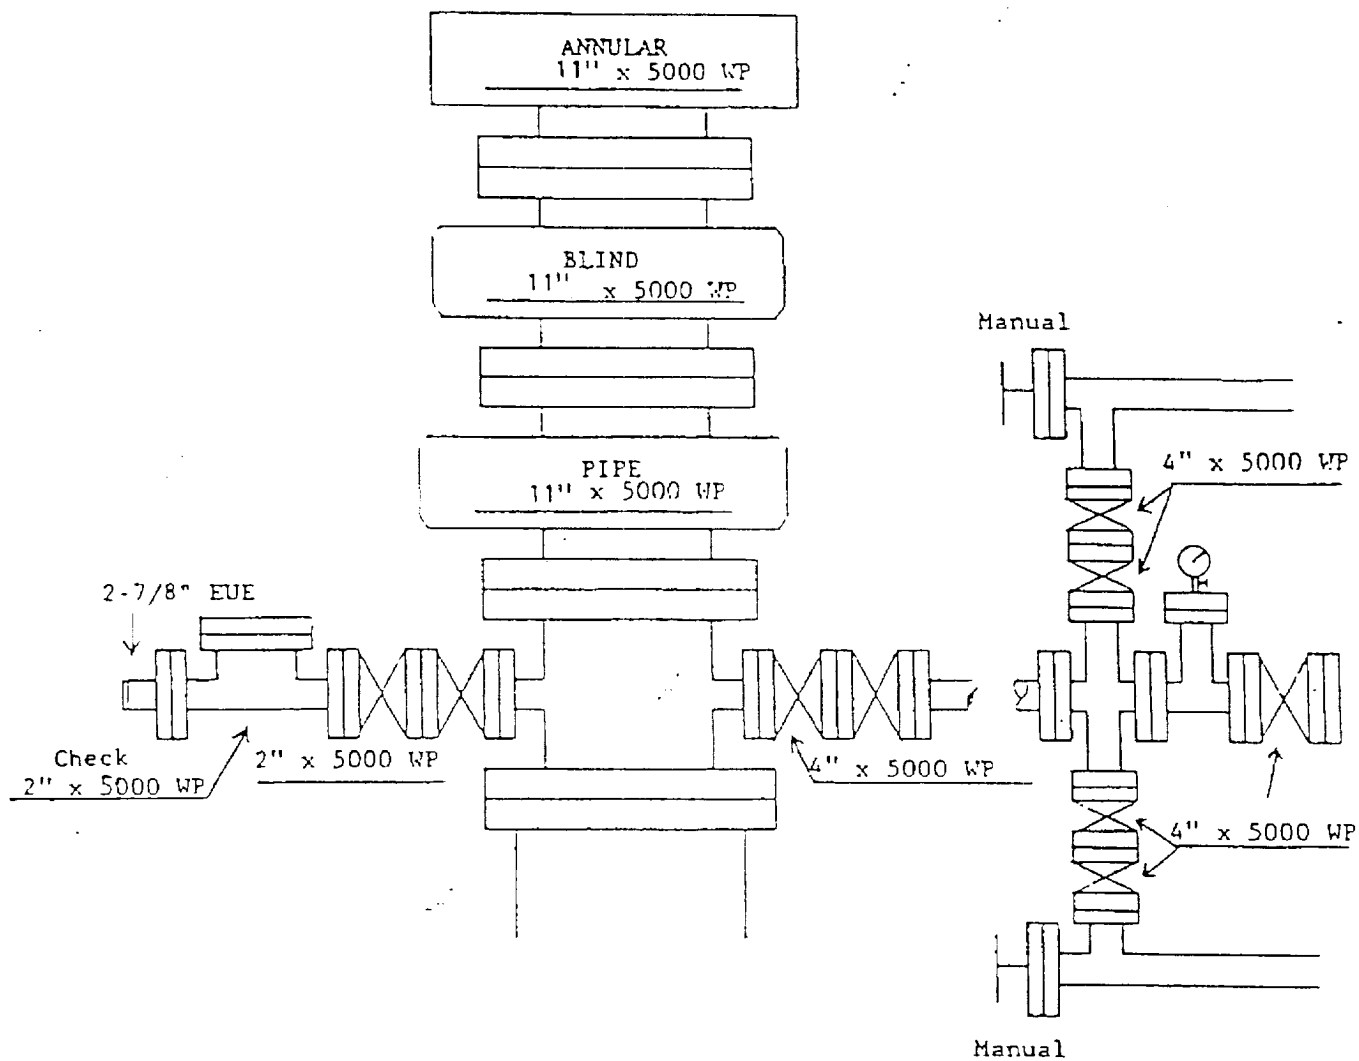 ANNULAR
11" x 5000 WP
BLIND
11" x 5000 WP
Manual
PIPE
11" x 5000 WP
4" x 5000 WP
2-7/8" EUE
Check
2" x 5000 WP
2" x 5000 WP
4" x 5000 WP
4" x 5000 WP
Manual